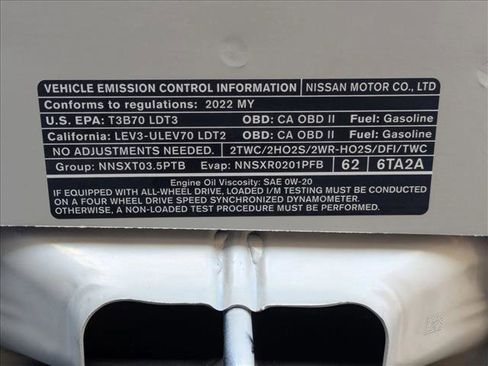 VEHICLE EMISSION CONTROL INFORMATION NISSAN MOTOR CO., LTD
Conforms to regulations: 2022 MY
U.S. EPA: T3B70 LDT3 OBD: CA OBD II Fuel: Gasoline
California: LEV3-ULEV70 LDT2 OBD: CA OBD II Fuel: Gasoline
NO ADJUSTMENTS NEEDED. 2TWC/2HO2S/2WR-HO2S/DFI/TWC
Group: NNSXT03.5PTB Evap: NNSXR0201PFB 62 6TA2A
Engine Oil Viscosity: SAE 0W-20
IF EQUIPPED WITH ALL-WHEEL DRIVE, LOADED I/M TESTING MUST BE CONDUCTED
ON A FOUR WHEEL DRIVE SPEED SYNCHRONIZED DYNAMOMETER.
OTHERWISE, A NON-LOADED TEST PROCEDURE MUST BE PERFORMED.